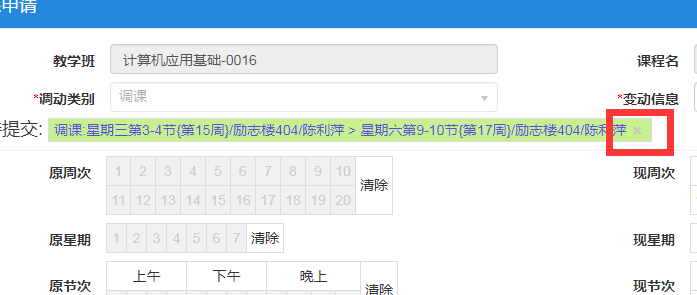 申请
教学班 计算机应用基础-0016 课程名
*调动类别 调课 *变动信息
提交: 调课:星期三第3-4节{第15周}/励志楼404/陈利萍 > 星期六第9-10节{第17周}/励志楼404/陈利萍 ×
原周次 1 2 3 4 5 6 7 8 9 10 清除 现周次
11 12 13 14 15 16 17 18 19 20
原星期 1 2 3 4 5 6 7 清除 现星期
原节次 上午 下午 晚上 清除 现节次